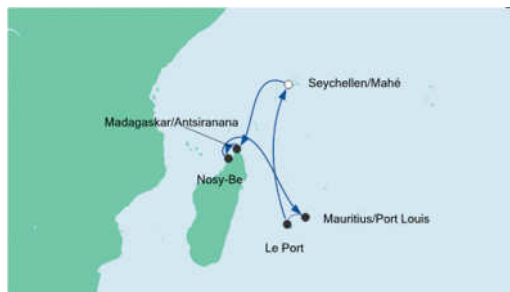 Seychellen/Mahé
Madagaskar/Antsiranana
Nosy-Be
Mauritius/Port Louis
Le Port